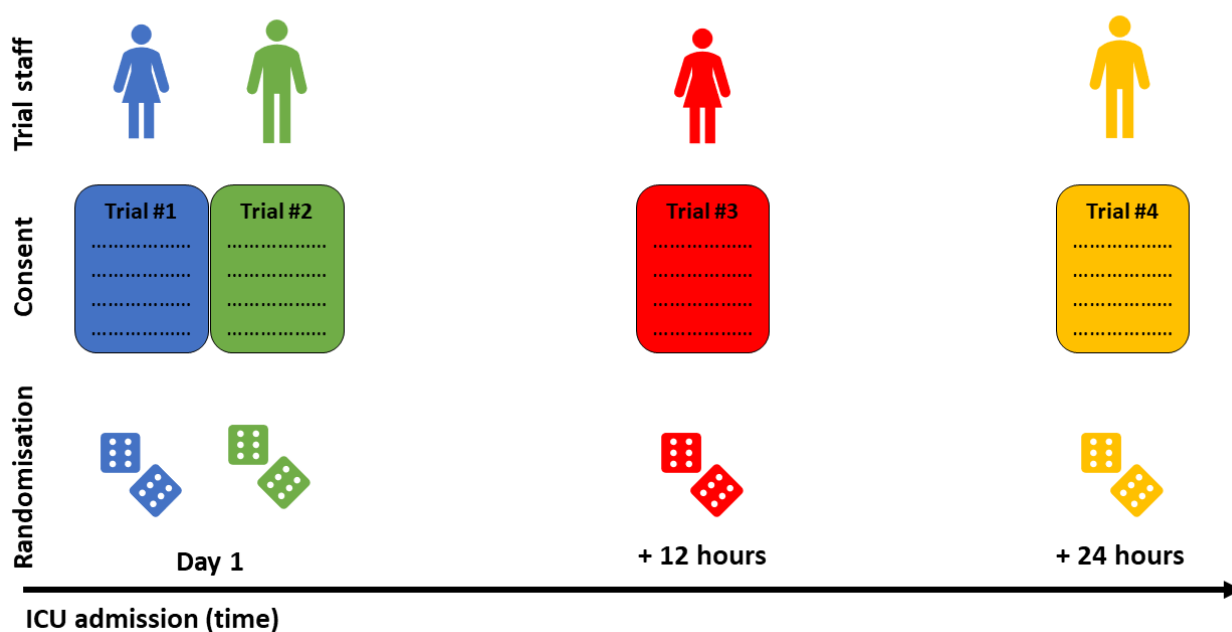 Trial staff
Consent
Trial #1
………………
………………
………………
………………
Trial #2
………………
………………
………………
………………
Trial #3
………………
………………
………………
………………
Trial #4
………………
………………
………………
………………
Randomisation
Day 1
+ 12 hours
+ 24 hours
ICU admission (time)